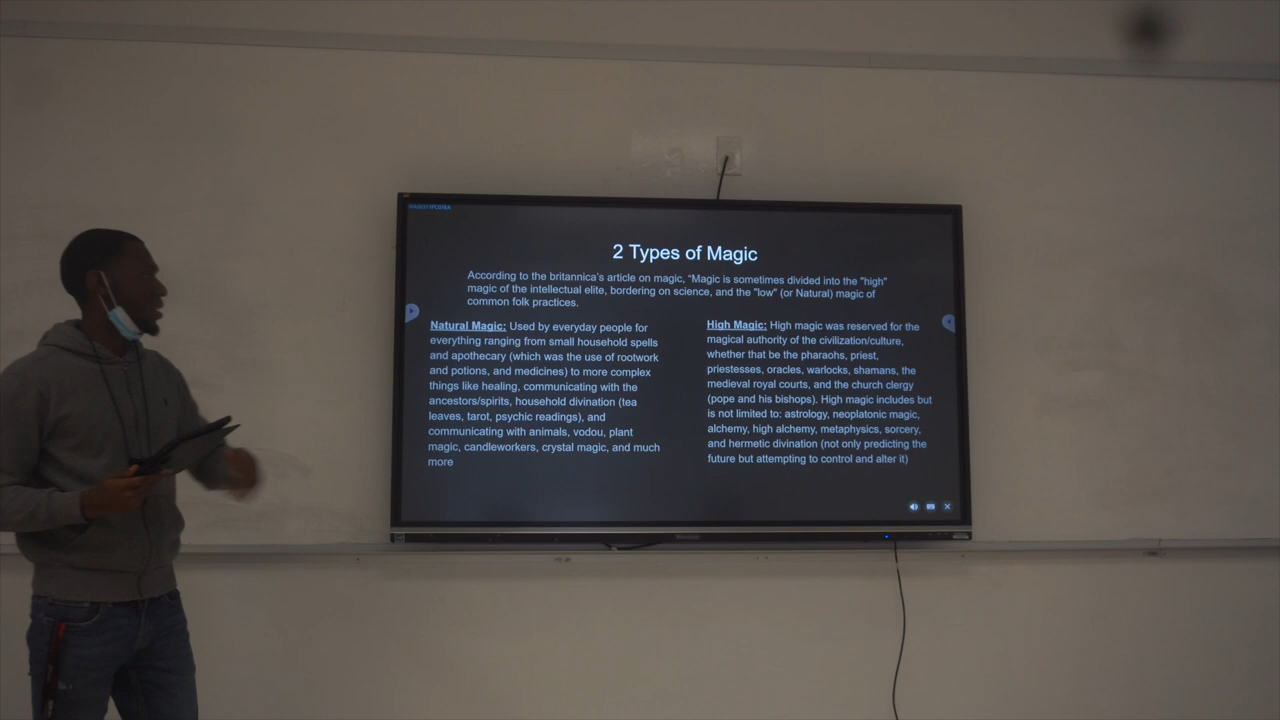 2 Types of Magic
According to the britannica's article on magic, "Magic is sometimes divided into the "high"
magic of the intellectual elite, bordering on science, and the "low" (or Natural) magic of
common folk practices.
Natural Magic: Used by everyday people for
everything ranging from small household spells
and apothecary (which was the use of rootwork
and potions, and medicines) to more complex
things like healing, communicating with the
ancestors/spirits, household divination (tea
leaves, tarot, psychic readings), and
communicating with animals, vodou, plant
magic, candleworkers, crystal magic, and much
more
High Magic: High magic was reserved for the
magical authority of the civilization/culture,
whether that be the pharaohs, priest,
priestesses, oracles, warlocks, shamans, the
medieval royal courts, and the church clergy
(pope and his bishops). High magic includes but
is not limited to: astrology, neoplatonic magic,
alchemy, high alchemy, metaphysics, sorcery,
and hermetic divination (not only predicting the
future but attempting to control and alter it)